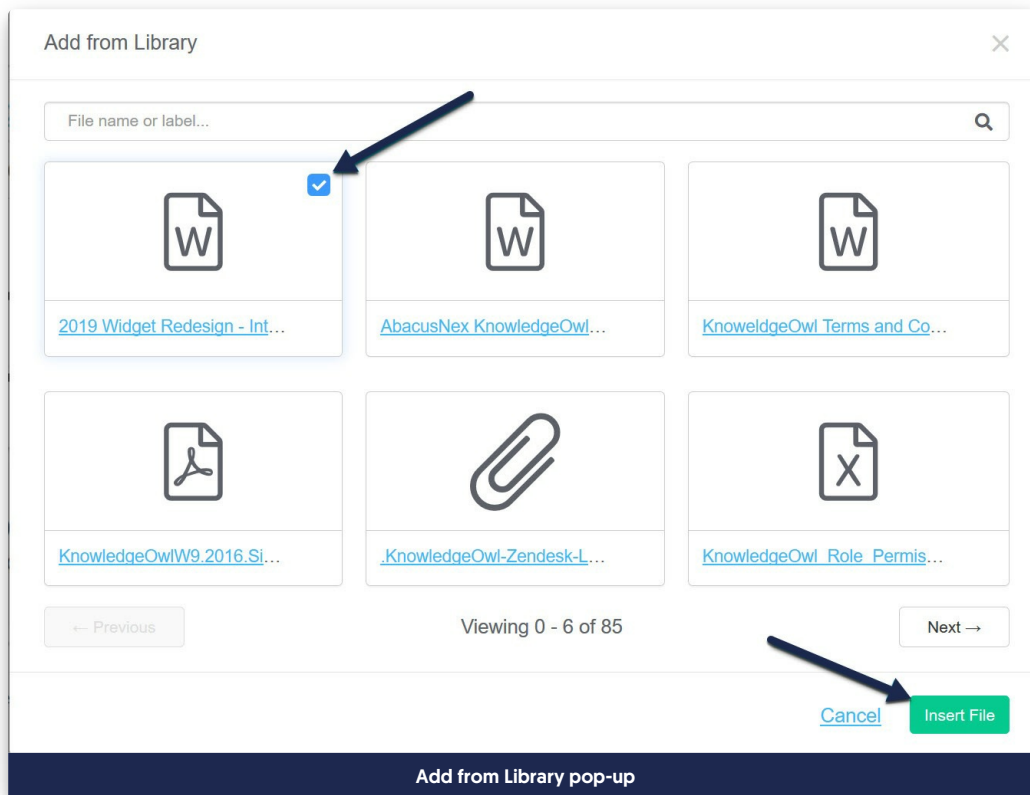 Add from Library
File name or label...
W
W
W
2019 Widget Redesign - Int...
AbacusNex KnowledgeOwl...
KnoweldgeOwl Terms and Co...
X
KnowledgeOwlW9.2016.Si...
.KnowledgeOwl-Zendesk-L...
KnowledgeOwl_Role_Permis...
← Previous
Viewing 0 - 6 of 85
Next →
Cancel
Insert File
Add from Library pop-up